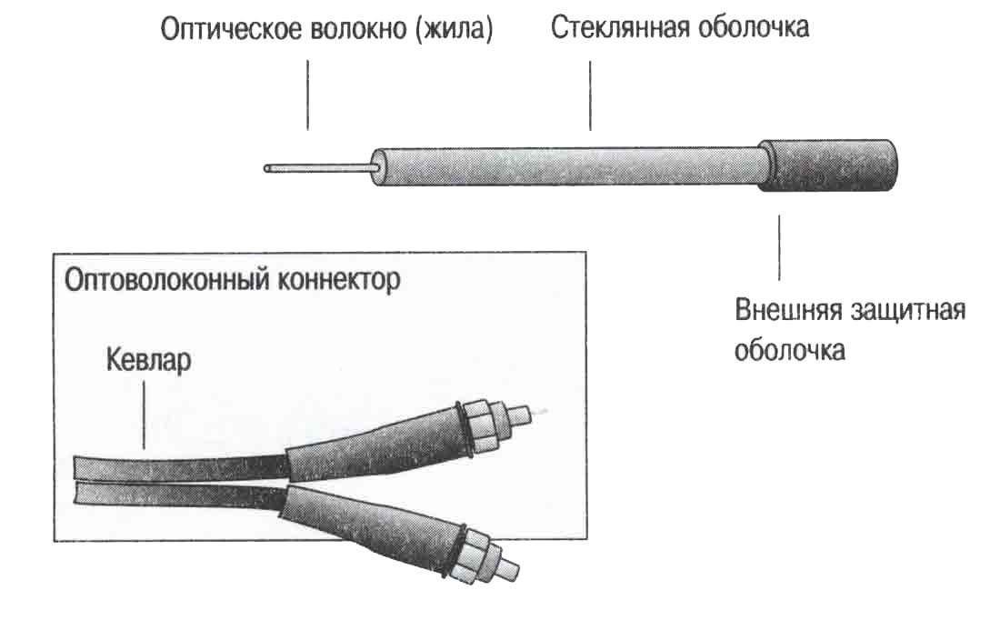 Оптическое волокно (жила)
Стеклянная оболочка
Внешняя защитная
оболочка
Оптоволоконный коннектор
Кевлар